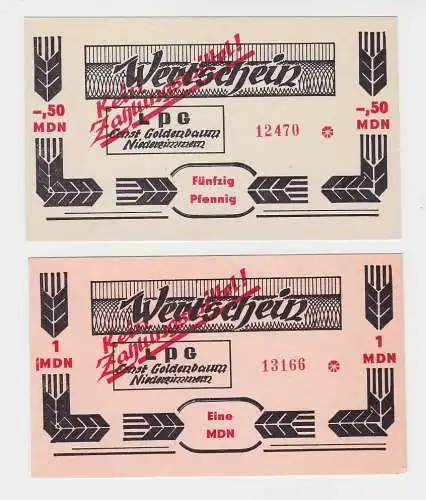 Wertschein
Kein
Zahlungsmittel!
-,50
MDN
-,50
MDN
LPG
Ernst Goldenbaum
Niederzimmern
12470
Fünfzig
Pfennig
Wertschein
Kein
Zahlungsmittel!
1
MDN
1
MDN
LPG
Ernst Goldenbaum
Niederzimmern
13166
Eine
MDN